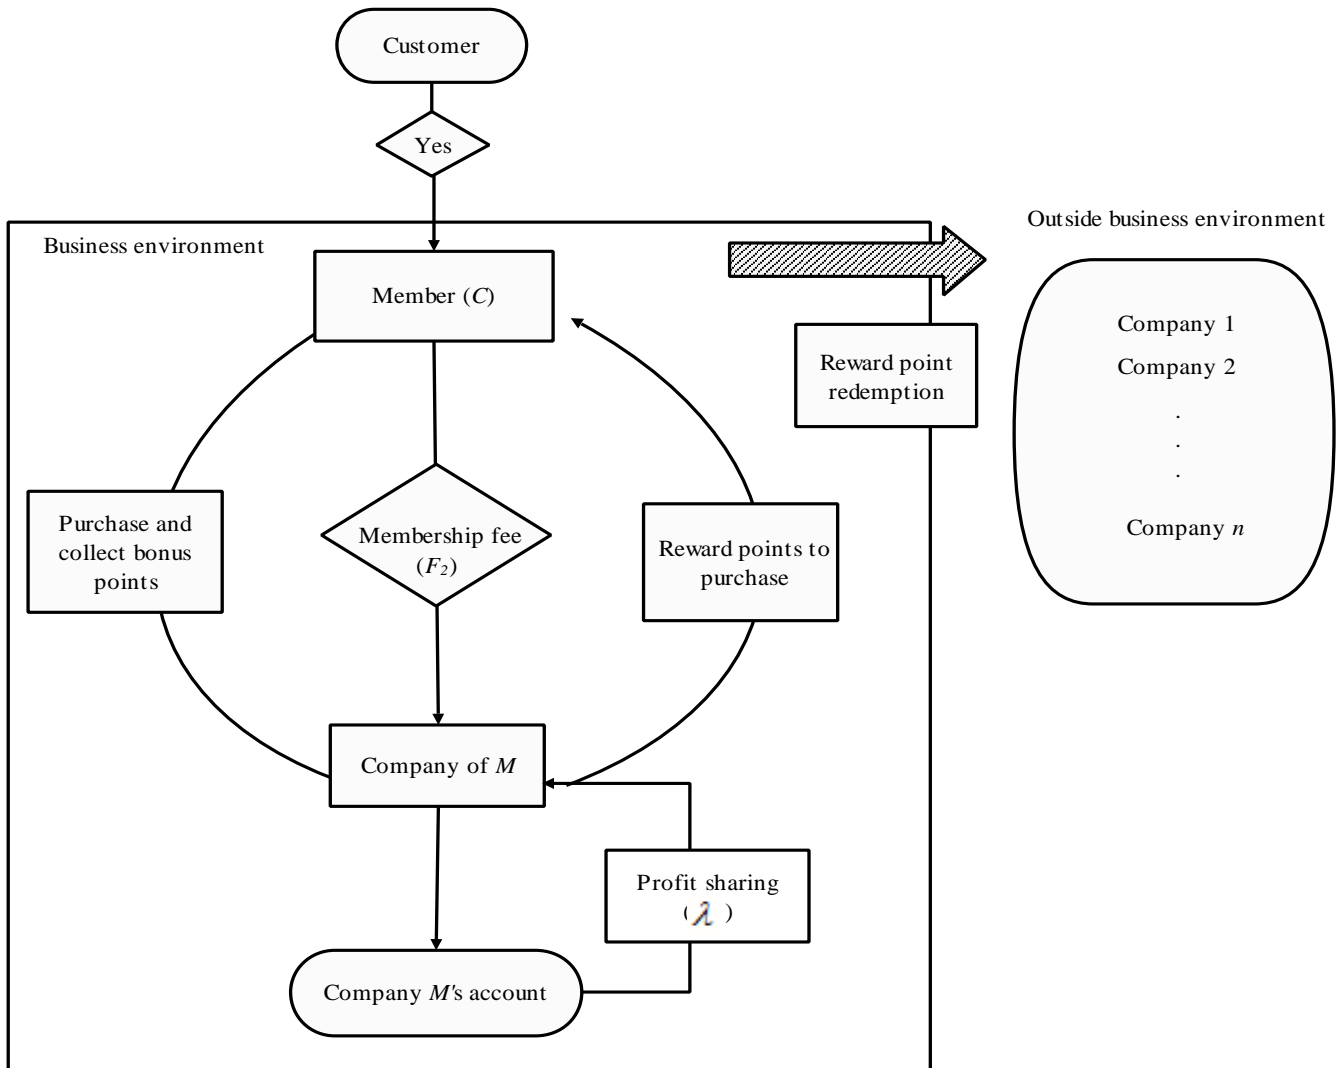 Customer
Yes
Business environment
Outside business environment
Member (C)
Company 1
Reward point
redemption
Company 2
.
.
.
Company n
Purchase and
collect bonus
points
Membership fee
(F₂)
Reward points to
purchase
Company of M
Profit sharing
(λ)
Company M's account